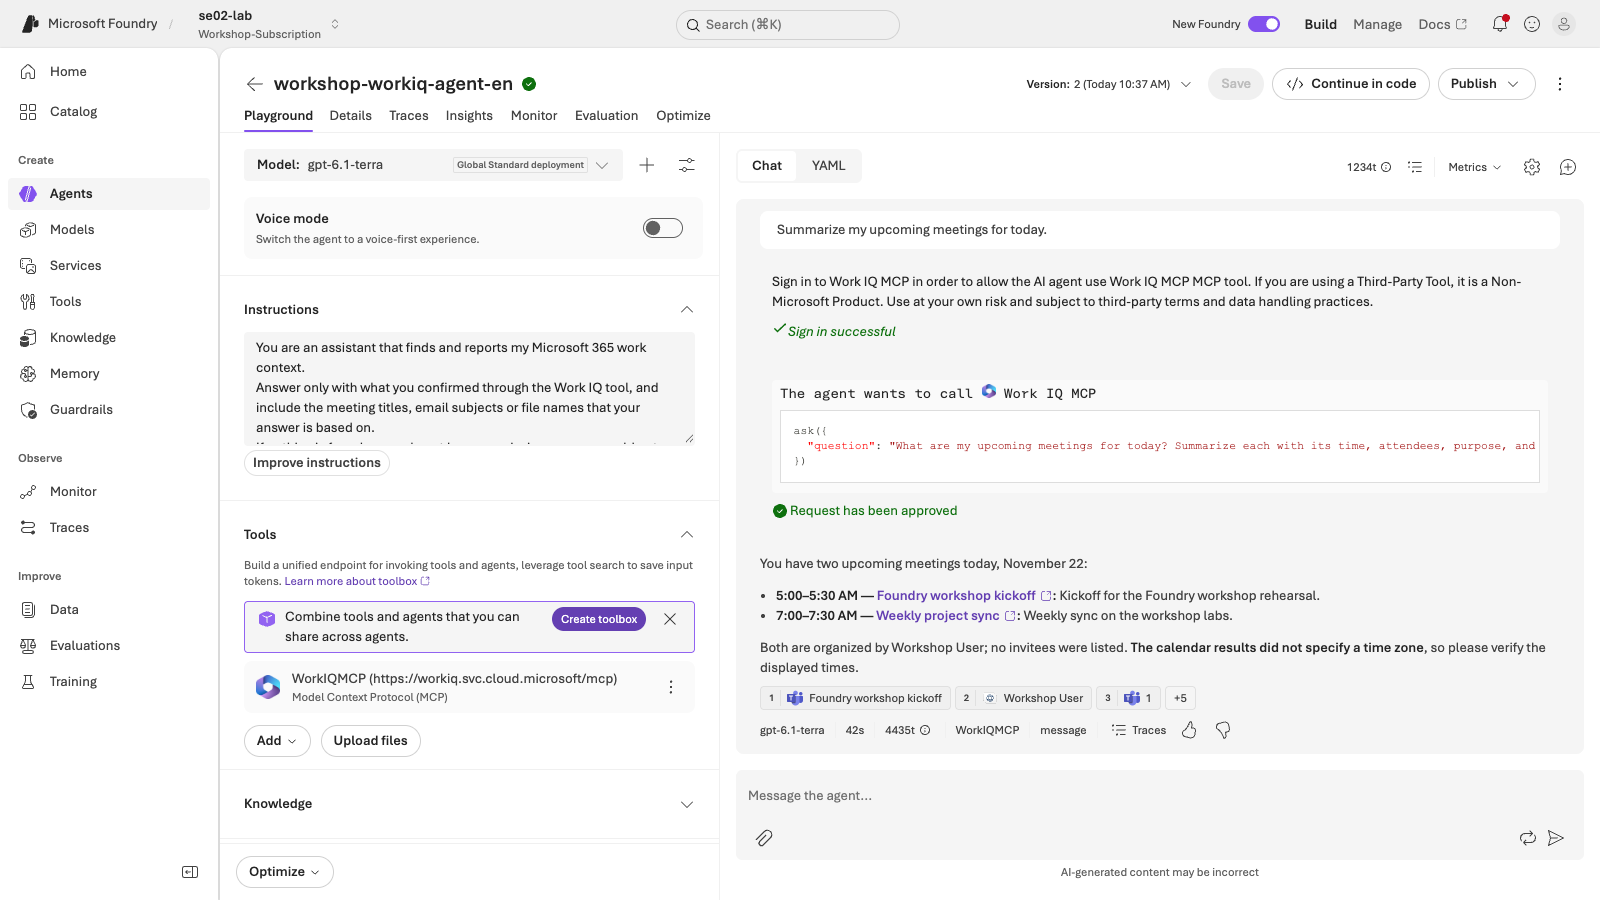 Microsoft Foundry
/
se02-lab
Workshop-Subscription
Search (⌘K)
New Foundry
Build
Manage
Docs
Home
Catalog
Create
Agents
Models
Services
Tools
Knowledge
Memory
Guardrails
Observe
Monitor
Traces
Improve
Data
Evaluations
Training
workshop-workiq-agent-en
Version: 2 (Today 10:37 AM)
Save
Continue in code
Publish
Playground
Details
Traces
Insights
Monitor
Evaluation
Optimize
Model: gpt-6.1-terra
Global Standard deployment
Voice mode
Switch the agent to a voice-first experience.
Instructions
You are an assistant that finds and reports my Microsoft 365 work
context.
Answer only with what you confirmed through the Work IQ tool, and
include the meeting titles, email subjects or file names that your
answer is based on.
Improve instructions
Tools
Build a unified endpoint for invoking tools and agents, leverage tool search to save input
tokens. Learn more about toolbox
Combine tools and agents that you can
share across agents.
Create toolbox
WorkIQMCP (https://workiq.svc.cloud.microsoft/mcp)
Model Context Protocol (MCP)
Add
Upload files
Knowledge
Optimize
Chat
YAML
1234t
Metrics
Summarize my upcoming meetings for today.
Sign in to Work IQ MCP in order to allow the AI agent use Work IQ MCP MCP tool. If you are using a Third-Party Tool, it is a Non-
Microsoft Product. Use at your own risk and subject to third-party terms and data handling practices.
Sign in successful
The agent wants to call Work IQ MCP
ask({
"question": "What are my upcoming meetings for today? Summarize each with its time, attendees, purpose, and
})
Request has been approved
You have two upcoming meetings today, November 22:
• 5:00–5:30 AM — Foundry workshop kickoff : Kickoff for the Foundry workshop rehearsal.
• 7:00–7:30 AM — Weekly project sync : Weekly sync on the workshop labs.
Both are organized by Workshop User; no invitees were listed. The calendar results did not specify a time zone, so please verify the
displayed times.
1 Foundry workshop kickoff
2 Workshop User
3 1
+5
gpt-6.1-terra
42s
4435t
WorkIQMCP
message
Traces
Message the agent...
AI-generated content may be incorrect